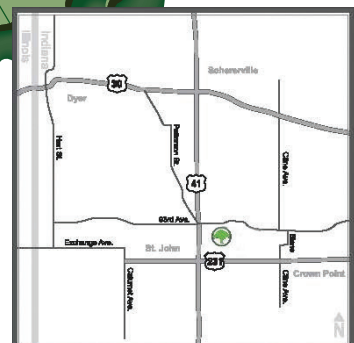 Illinois
Indiana
Schererville
30
Dyer
Hart St.
Patterson St.
Cline Ave.
41
93rd Ave.
Blaine
Exchange Ave.
St. John
231
Crown Point
Calumet Ave.
Cline Ave.
N